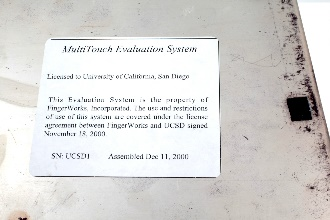 MultiTouch Evaluation System
Licensed to University of California, San Diego
This Evaluation System is the property of
FingerWorks, Incorporated. The use and restrictions
of use of this system are covered under the license
agreement between FingerWorks and UCSD signed
November 18, 2000
SN: UCSD1 Assembled Dec 11, 2000